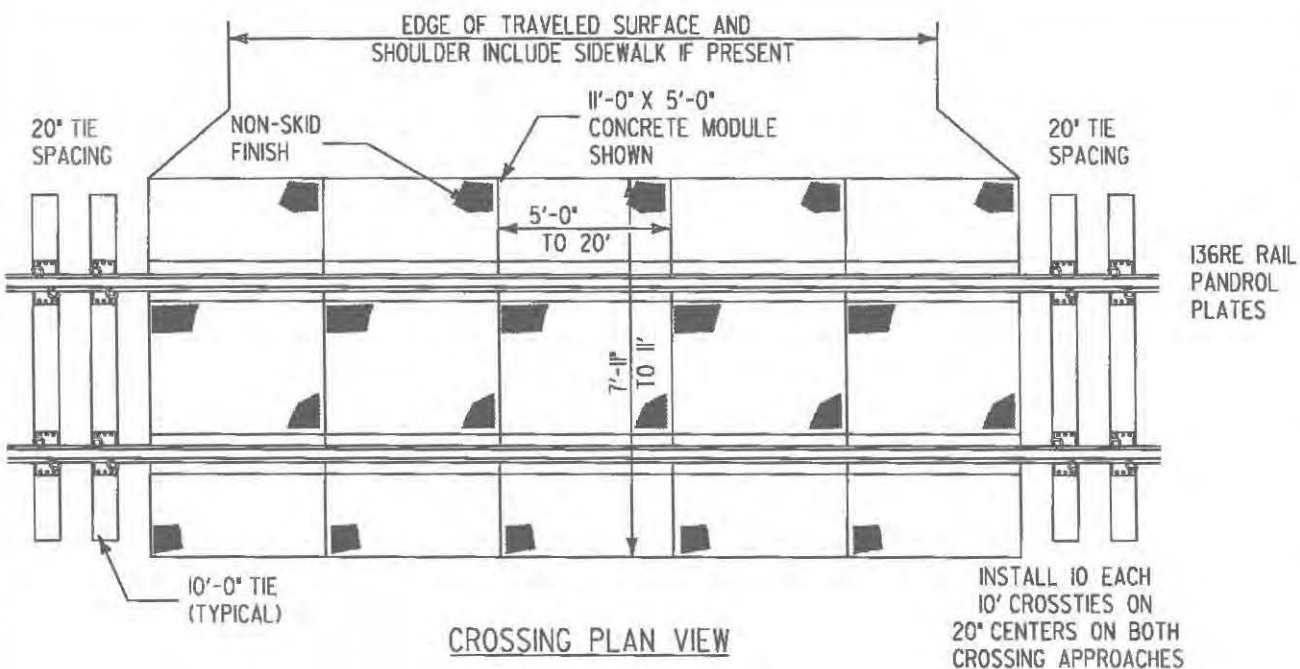 EDGE OF TRAVELED SURFACE AND
SHOULDER INCLUDE SIDEWALK IF PRESENT
20" TIE
SPACING
NON-SKID
FINISH
11'-0" X 5'-0"
CONCRETE MODULE
SHOWN
20" TIE
SPACING
5'-0"
TO 20'
136RE RAIL
PANDROL
PLATES
7'-11"
TO 11'
10'-0" TIE
(TYPICAL)
CROSSING PLAN VIEW
INSTALL 10 EACH
10' CROSSTIES ON
20" CENTERS ON BOTH
CROSSING APPROACHES